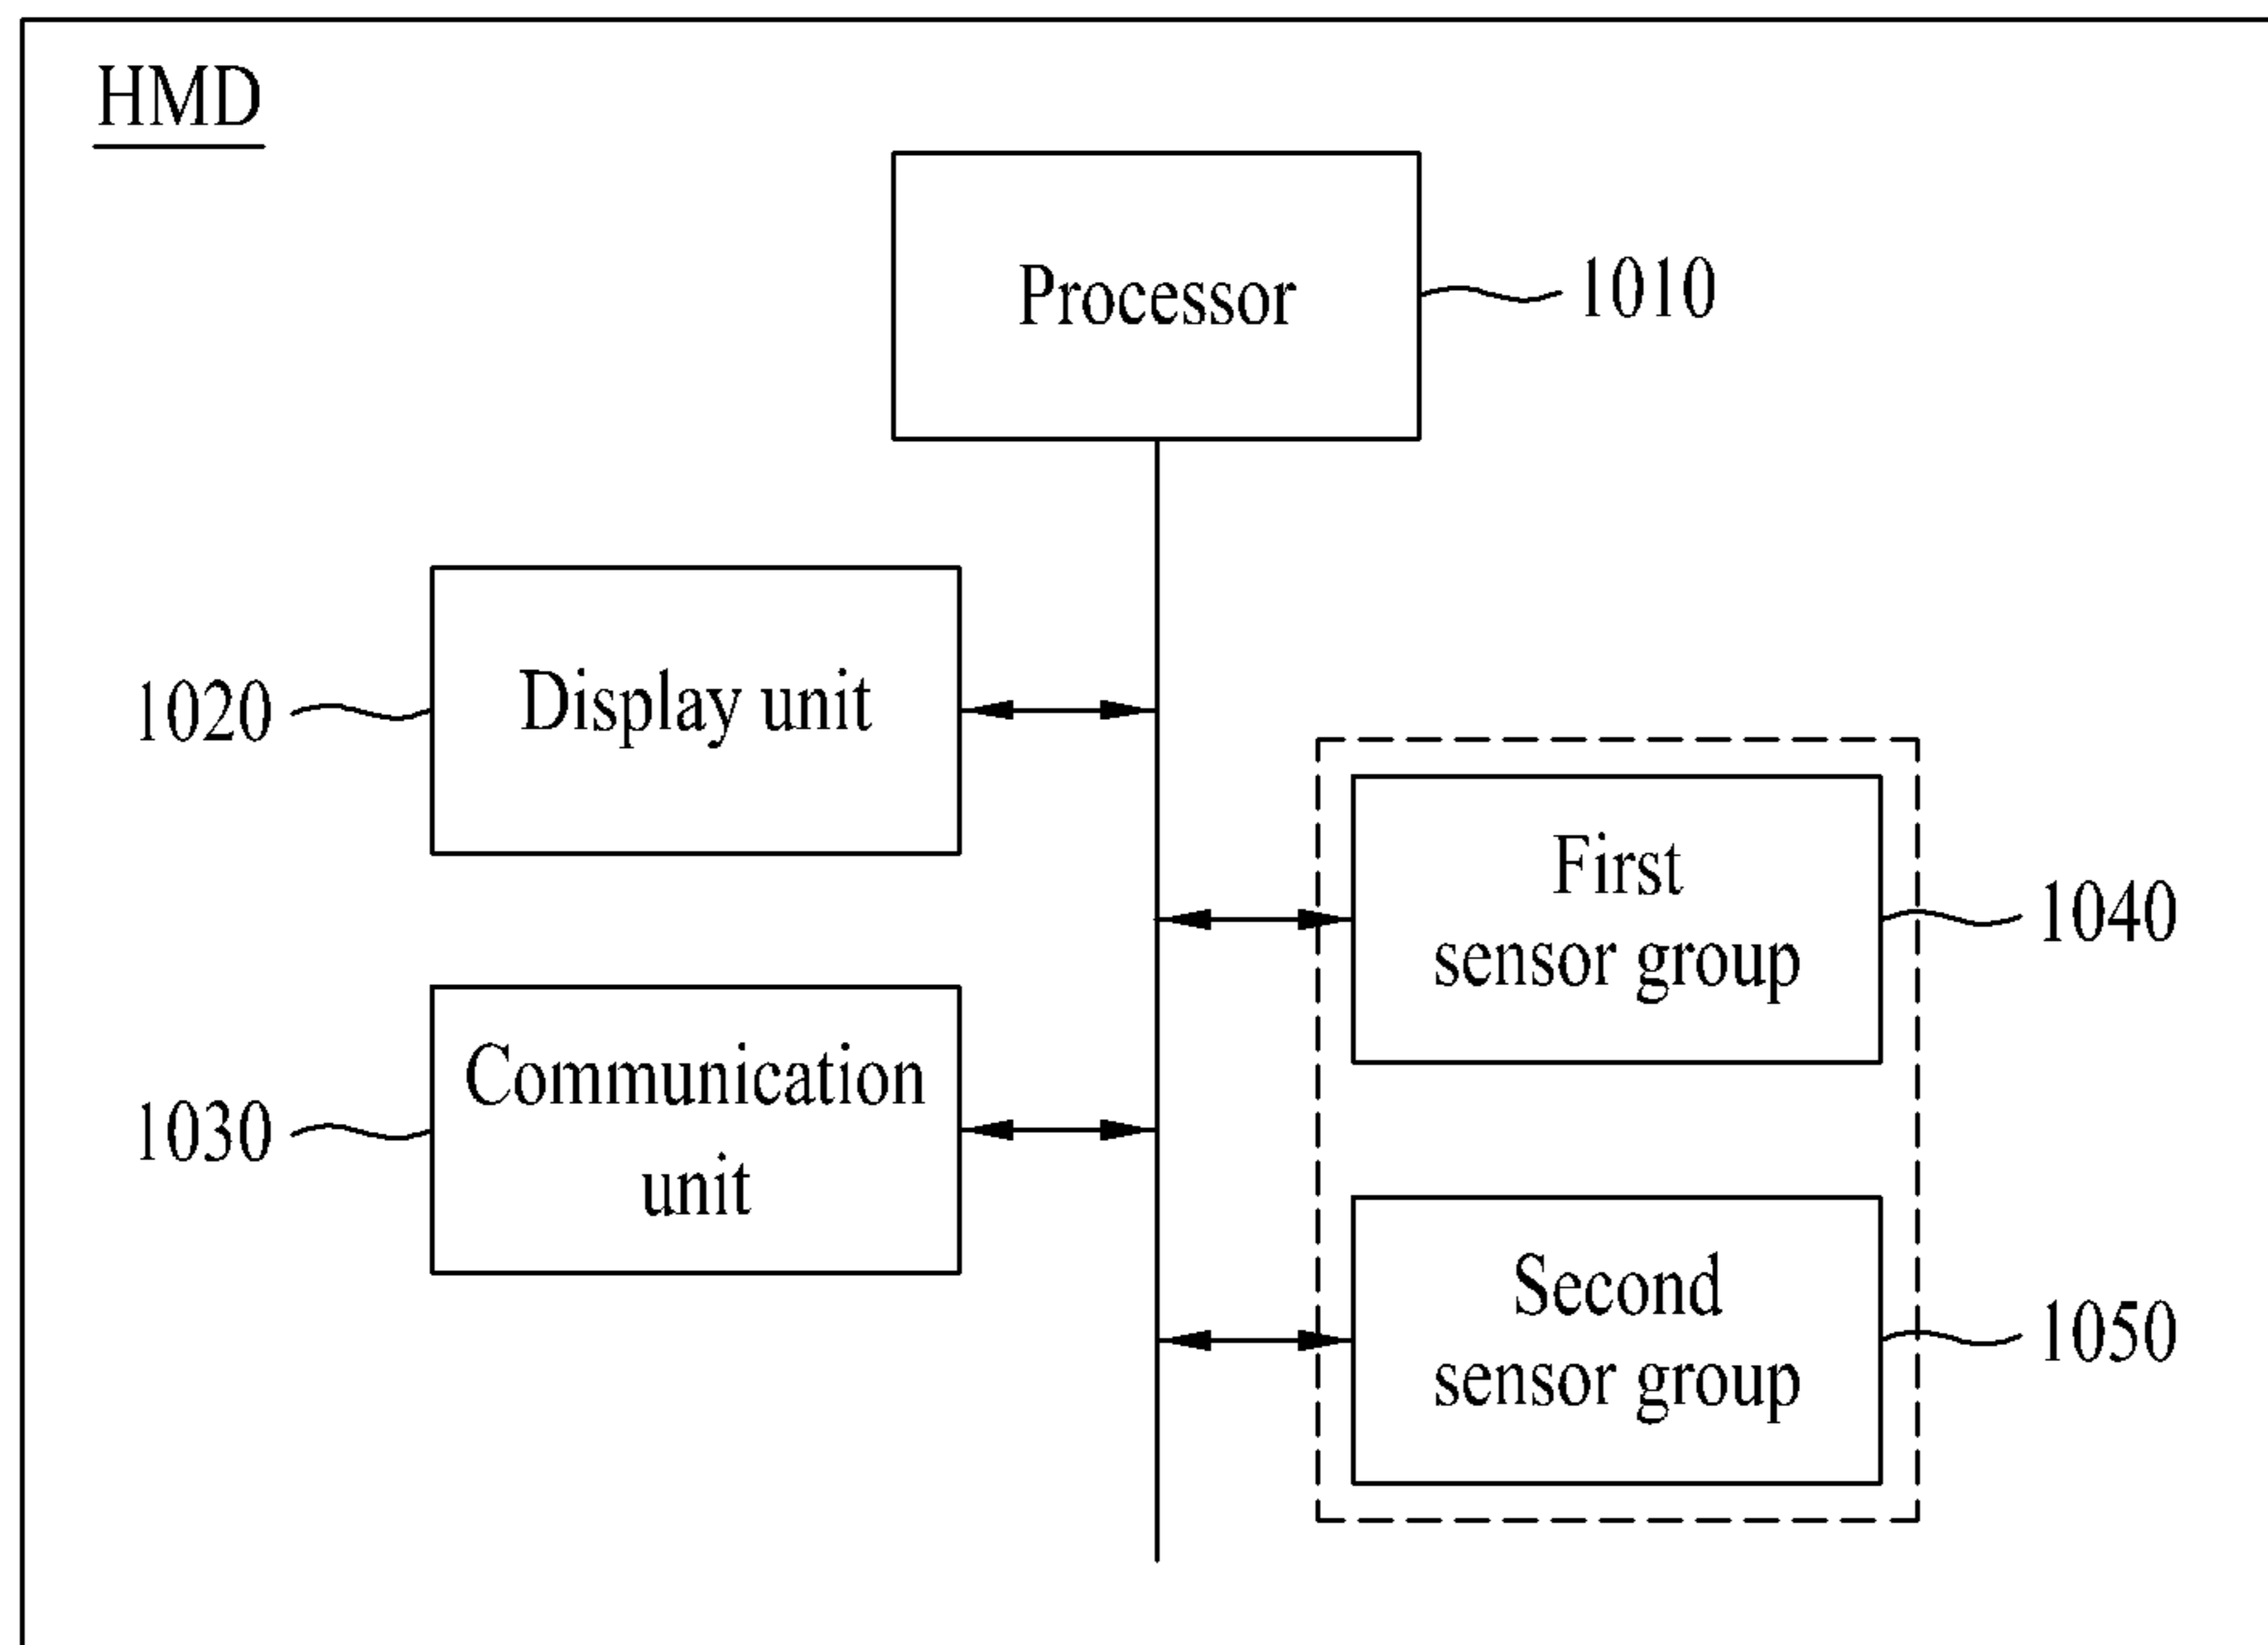 HMD
Processor
1010
1020
Display unit
First
sensor group
1040
1030
Communication
unit
Second
sensor group
1050